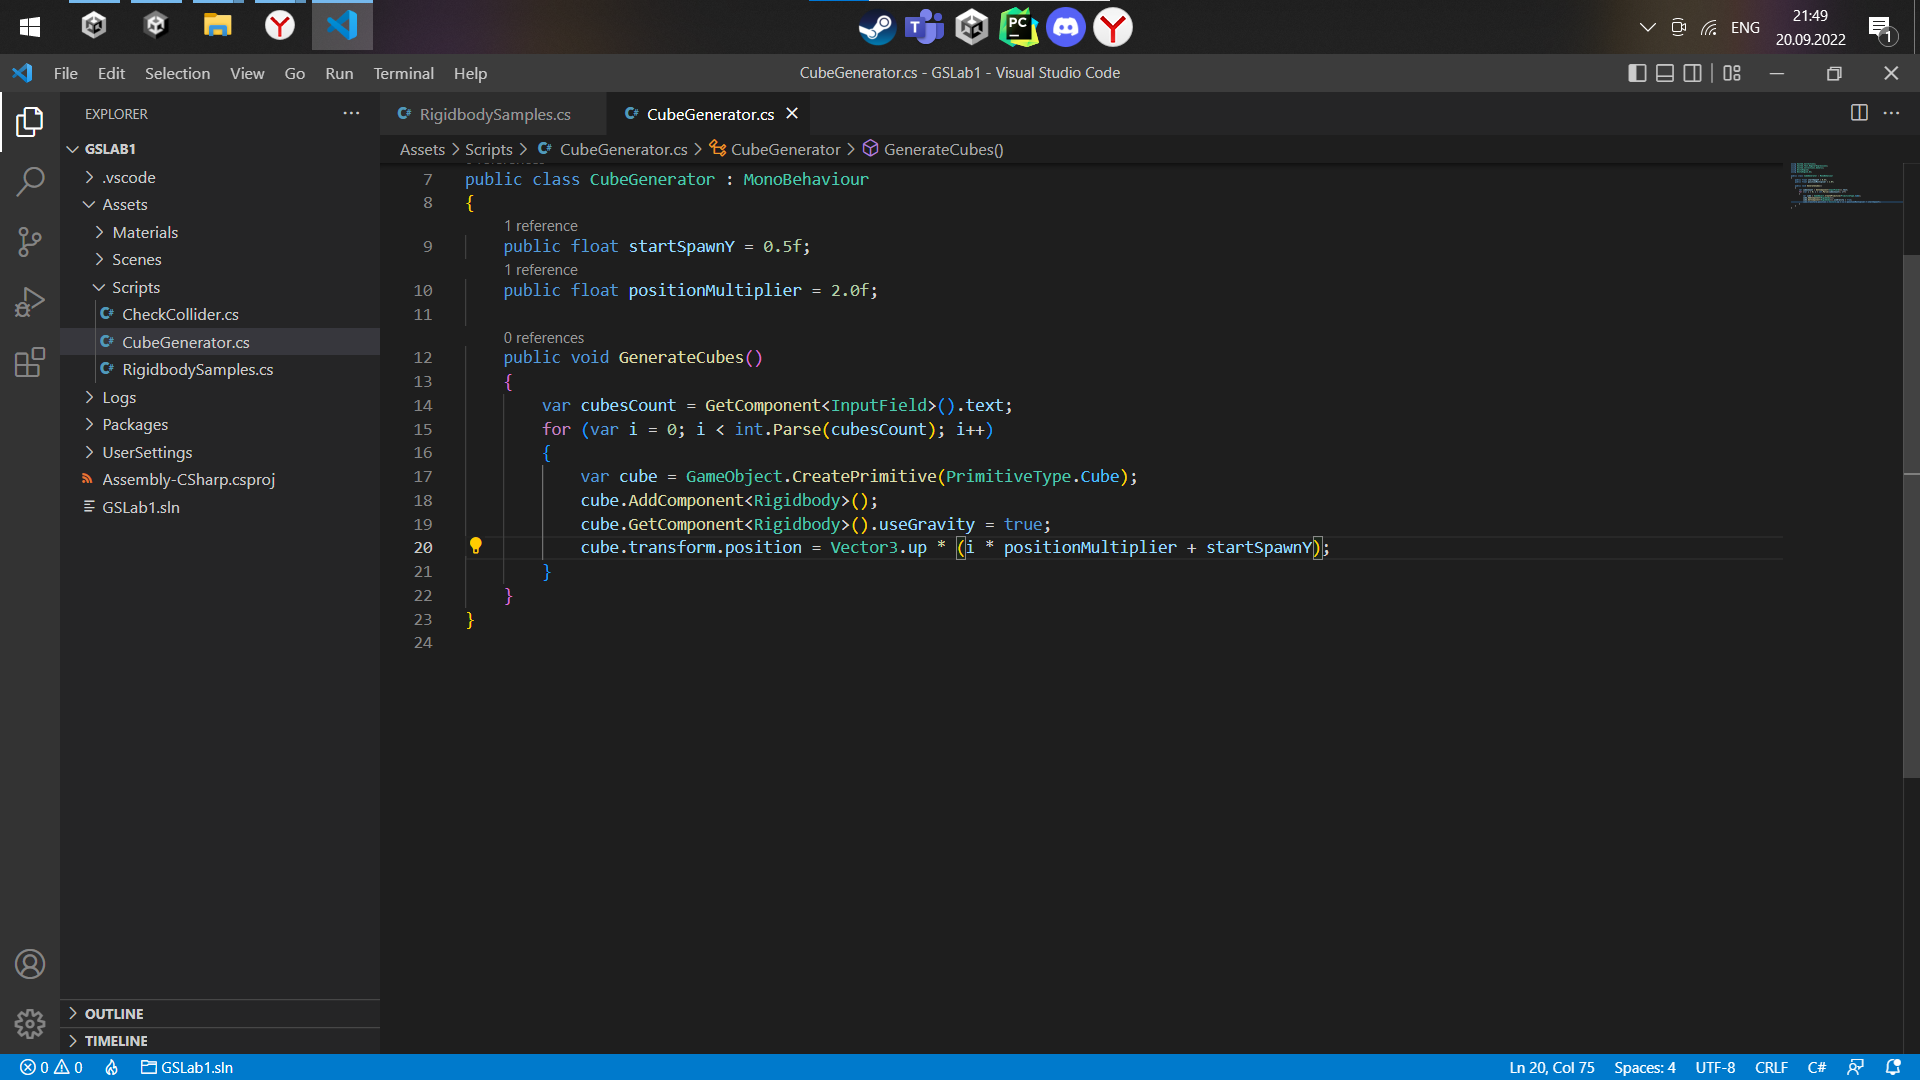 PC
ENG
21:49
20.09.2022
1
File Edit Selection View Go Run Terminal Help
CubeGenerator.cs - GSLab1 - Visual Studio Code
EXPLORER
GSLAB1
.vscode
Assets
Materials
Scenes
Scripts
C# CheckCollider.cs
C# CubeGenerator.cs
C# RigidbodySamples.cs
Logs
Packages
UserSettings
Assembly-CSharp.csproj
GSLab1.sln
OUTLINE
TIMELINE
C# RigidbodySamples.cs
C# CubeGenerator.cs
Assets > Scripts > C# CubeGenerator.cs > CubeGenerator > GenerateCubes()
7 public class CubeGenerator : MonoBehaviour
8 {
1 reference
9 public float startSpawnY = 0.5f;
1 reference
10 public float positionMultiplier = 2.0f;
11
0 references
12 public void GenerateCubes()
13 {
14 var cubesCount = GetComponent<InputField>().text;
15 for (var i = 0; i < int.Parse(cubesCount); i++)
16 {
17 var cube = GameObject.CreatePrimitive(PrimitiveType.Cube);
18 cube.AddComponent<Rigidbody>();
19 cube.GetComponent<Rigidbody>().useGravity = true;
20 cube.transform.position = Vector3.up * (i * positionMultiplier + startSpawnY);
21 }
22 }
23 }
24
0 0 GSLab1.sln
Ln 20, Col 75 Spaces: 4 UTF-8 CRLF C#